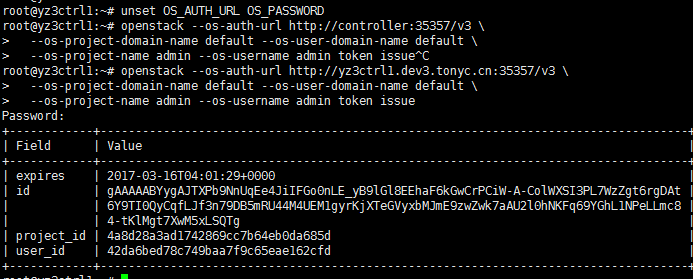 root@yz3ctrl1:~# unset OS_AUTH_URL OS_PASSWORD
root@yz3ctrl1:~# openstack --os-auth-url http://controller:35357/v3 \
>   --os-project-domain-name default --os-user-domain-name default \
>   --os-project-name admin --os-username admin token issue^C
root@yz3ctrl1:~# openstack --os-auth-url http://yz3ctrl1.dev3.tonyc.cn:35357/v3 \
>   --os-project-domain-name default --os-user-domain-name default \
>   --os-project-name admin --os-username admin token issue
Password:
| Field | Value |
| expires | 2017-03-16T04:01:29+0000 |
| id | gAAAAABYygAJTXPb9NnUqEe4JiIFGo0nLE_yB9lGl8EEhaF6kGwCrPCiW-A-ColWXSI3PL7WzZgt6rgDAt |
| 6Y9TI0QyCqfLJf3n79DB5mRU44M4UEM1gyrKjXTeGVyxbMJmE9zwZwk7aAU2l0hNKFq69YGhL1NPeLLmc8 |
| 4-tKlMgt7XwM5xLSQTg |
| project_id | 4a8d28a3ad1742869cc7b64eb0da685d |
| user_id | 42da6bed78c749baa7f9c65eae162cfd |
root@yz3ctrl1:~#